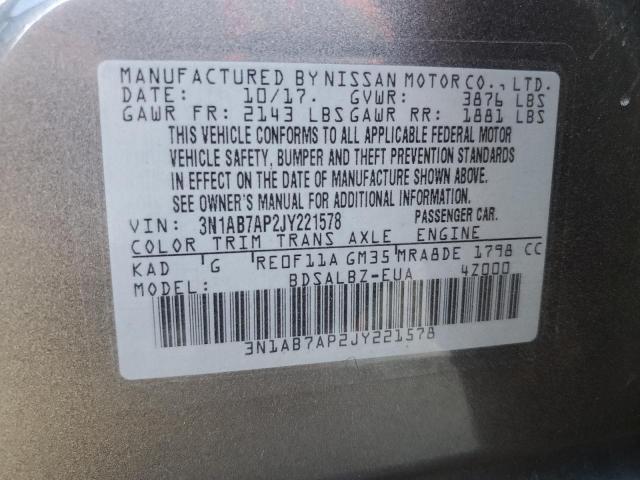 MANUFACTURED BY NISSAN MOTOR CO., LTD.
DATE: 10/17. GVWR: 3876 LBS
GAWR FR: 2143 LBS GAWR RR: 1881 LBS
THIS VEHICLE CONFORMS TO ALL APPLICABLE FEDERAL MOTOR
VEHICLE SAFETY, BUMPER AND THEFT PREVENTION STANDARDS
IN EFFECT ON THE DATE OF MANUFACTURE SHOWN ABOVE.
SEE OWNER'S MANUAL FOR ADDITIONAL INFORMATION.
VIN: 3N1AB7AP2JY221578 PASSENGER CAR.
COLOR TRIM TRANS AXLE ENGINE
KAD G RE0F11A GM35 MRA8DE 1798 CC
MODEL: BDSALBZ-EUA 4Z000
3N1AB7AP2JY221578